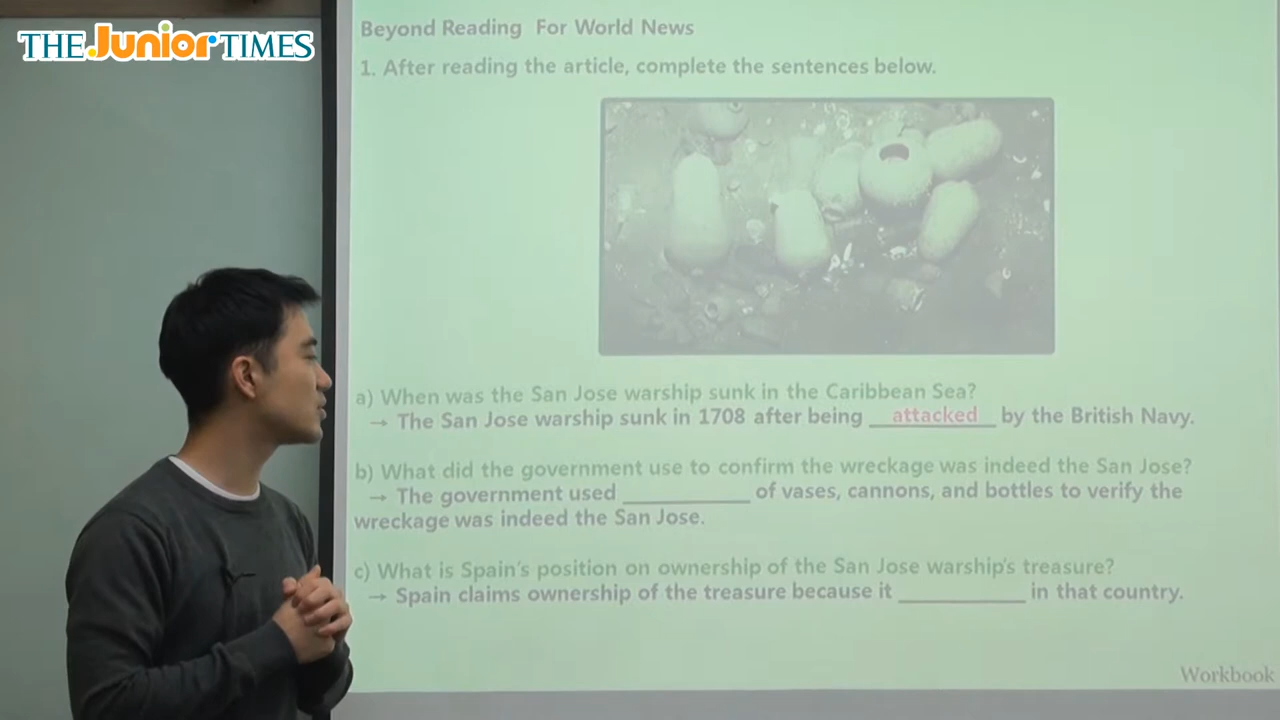 THE Junior TIMES
Beyond Reading For World News
1. After reading the article, complete the sentences below.
a) When was the San Jose warship sunk in the Caribbean Sea?
→ The San Jose warship sunk in 1708 after being __attacked__ by the British Navy.
b) What did the government use to confirm the wreckage was indeed the San Jose?
→ The government used __________ of vases, cannons, and bottles to verify the
wreckage was indeed the San Jose.
c) What is Spain's position on ownership of the San Jose warship's treasure?
→ Spain claims ownership of the treasure because it __________ in that country.
Workbook